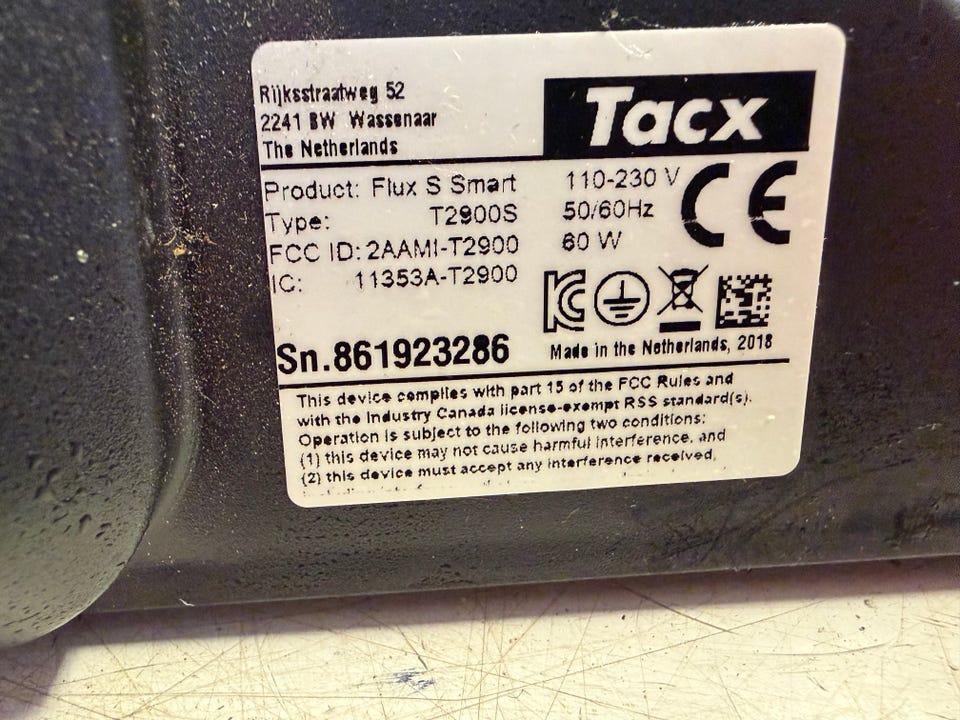 Rijksstraatweg 52
2241 BW Wassenaar
The Netherlands
Tacx
Product: Flux S Smart
Type: T2900S
FCC ID: 2AAMI-T2900
IC: 11353A-T2900
110-230 V
50/60Hz
60 W
CE
Sn.861923286
Made in the Netherlands, 2018
This device complies with part 15 of the FCC Rules and
with the Industry Canada license-exempt RSS standard(s).
Operation is subject to the following two conditions:
(1) this device may not cause harmful interference, and
(2) this device must accept any interference received,